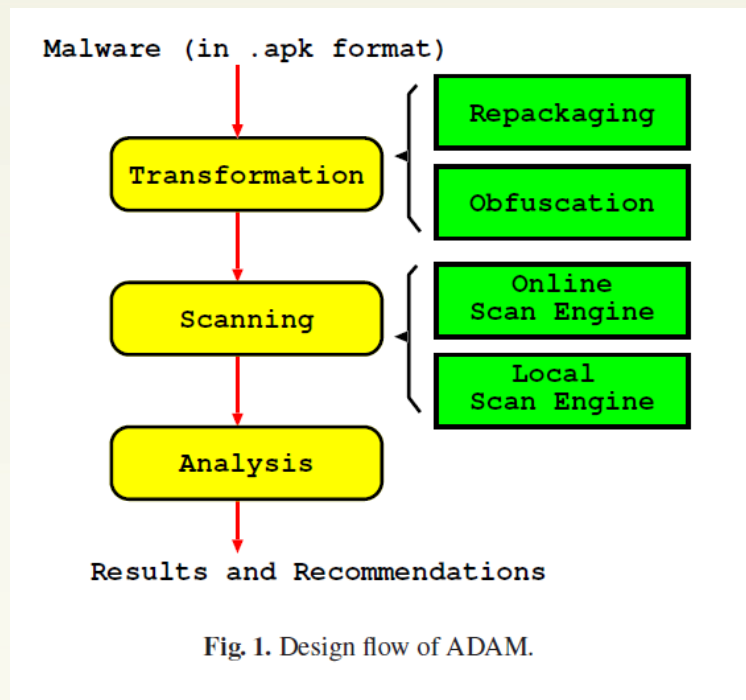 Malware (in .apk format)
Repackaging
Transformation
Obfuscation
Online
Scan Engine
Scanning
Local
Scan Engine
Analysis
Results and Recommendations
Fig. 1. Design flow of ADAM.